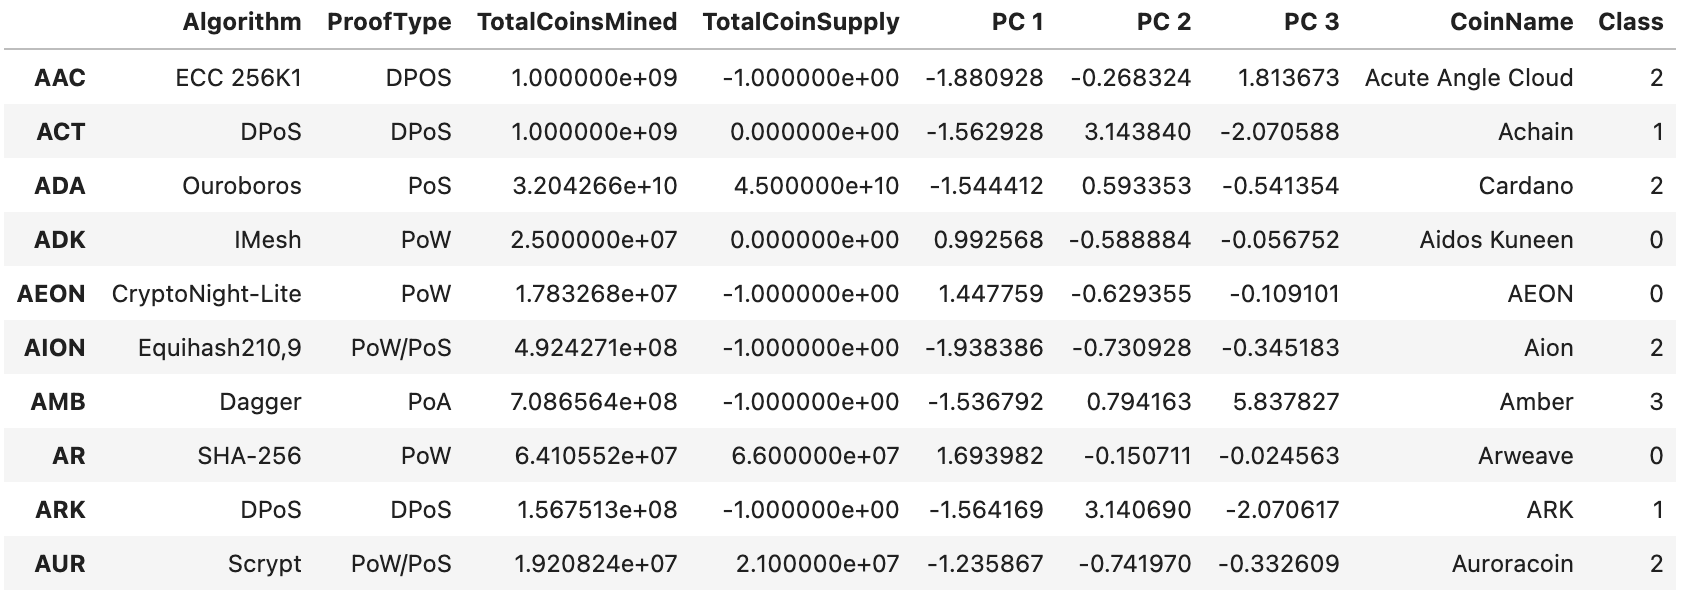 Algorithm ProofType TotalCoinsMined TotalCoinSupply PC 1 PC 2 PC 3 CoinName Class
AAC ECC 256K1 DPOS 1.000000e+09 -1.000000e+00 -1.880928 -0.268324 1.813673 Acute Angle Cloud 2
ACT DPoS DPoS 1.000000e+09 0.000000e+00 -1.562928 3.143840 -2.070588 Achain 1
ADA Ouroboros PoS 3.204266e+10 4.500000e+10 -1.544412 0.593353 -0.541354 Cardano 2
ADK IMesh PoW 2.500000e+07 0.000000e+00 0.992568 -0.588884 -0.056752 Aidos Kuneen 0
AEON CryptoNight-Lite PoW 1.783268e+07 -1.000000e+00 1.447759 -0.629355 -0.109101 AEON 0
AION Equihash210,9 PoW/PoS 4.924271e+08 -1.000000e+00 -1.938386 -0.730928 -0.345183 Aion 2
AMB Dagger PoA 7.086564e+08 -1.000000e+00 -1.536792 0.794163 5.837827 Amber 3
AR SHA-256 PoW 6.410552e+07 6.600000e+07 1.693982 -0.150711 -0.024563 Arweave 0
ARK DPoS DPoS 1.567513e+08 -1.000000e+00 -1.564169 3.140690 -2.070617 ARK 1
AUR Scrypt PoW/PoS 1.920824e+07 2.100000e+07 -1.235867 -0.741970 -0.332609 Auroracoin 2